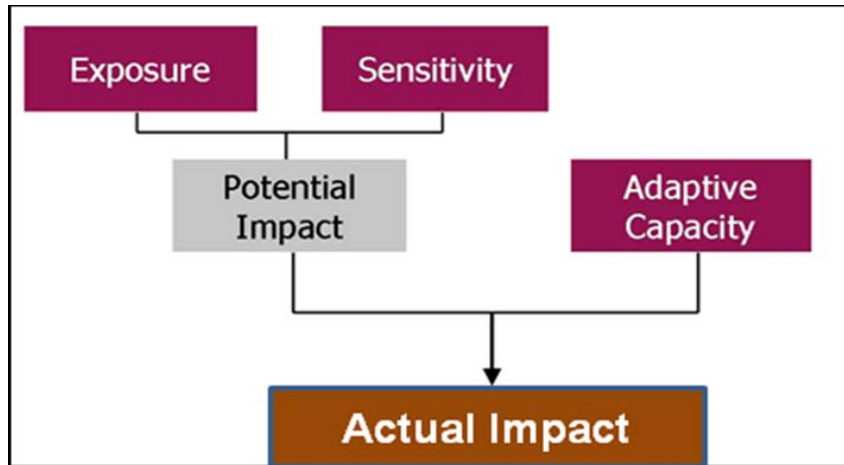 Exposure
Sensitivity
Potential
Impact
Adaptive
Capacity
Actual Impact